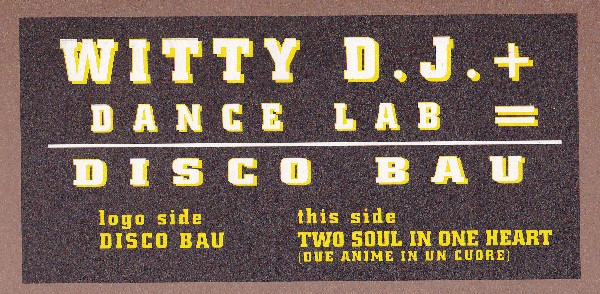 WITTY D.J. +
DANCE LAB =
DISCO BAU
logo side
DISCO BAU
this side
TWO SOUL IN ONE HEART
(DUE ANIME IN UN CUORE)